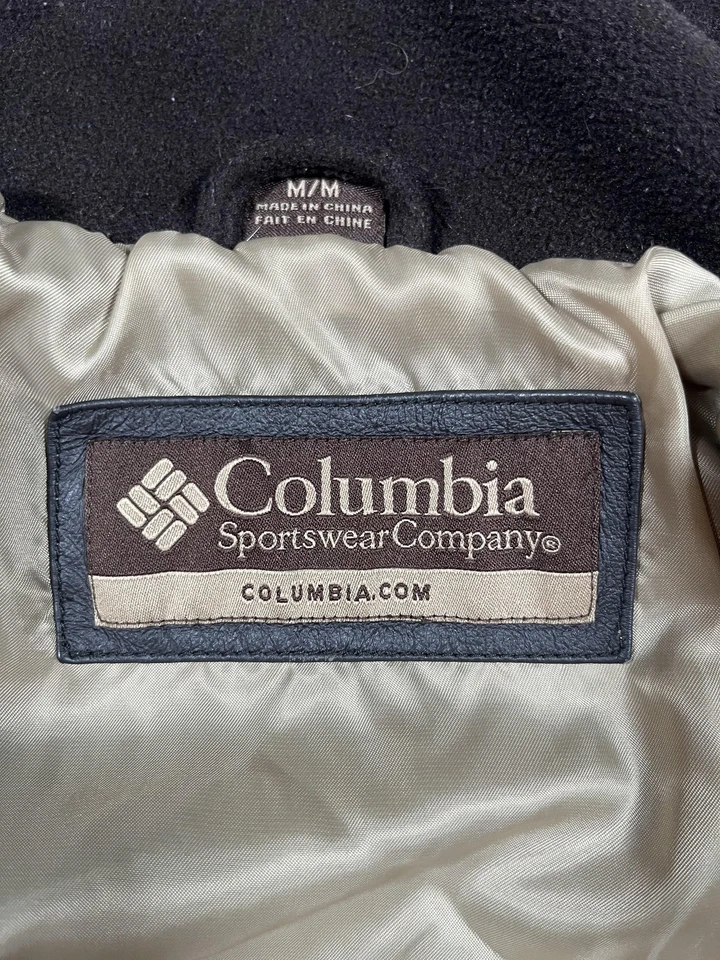 M/M
MADE IN CHINA
FAIT EN CHINE
Columbia
Sportswear Company®
COLUMBIA.COM